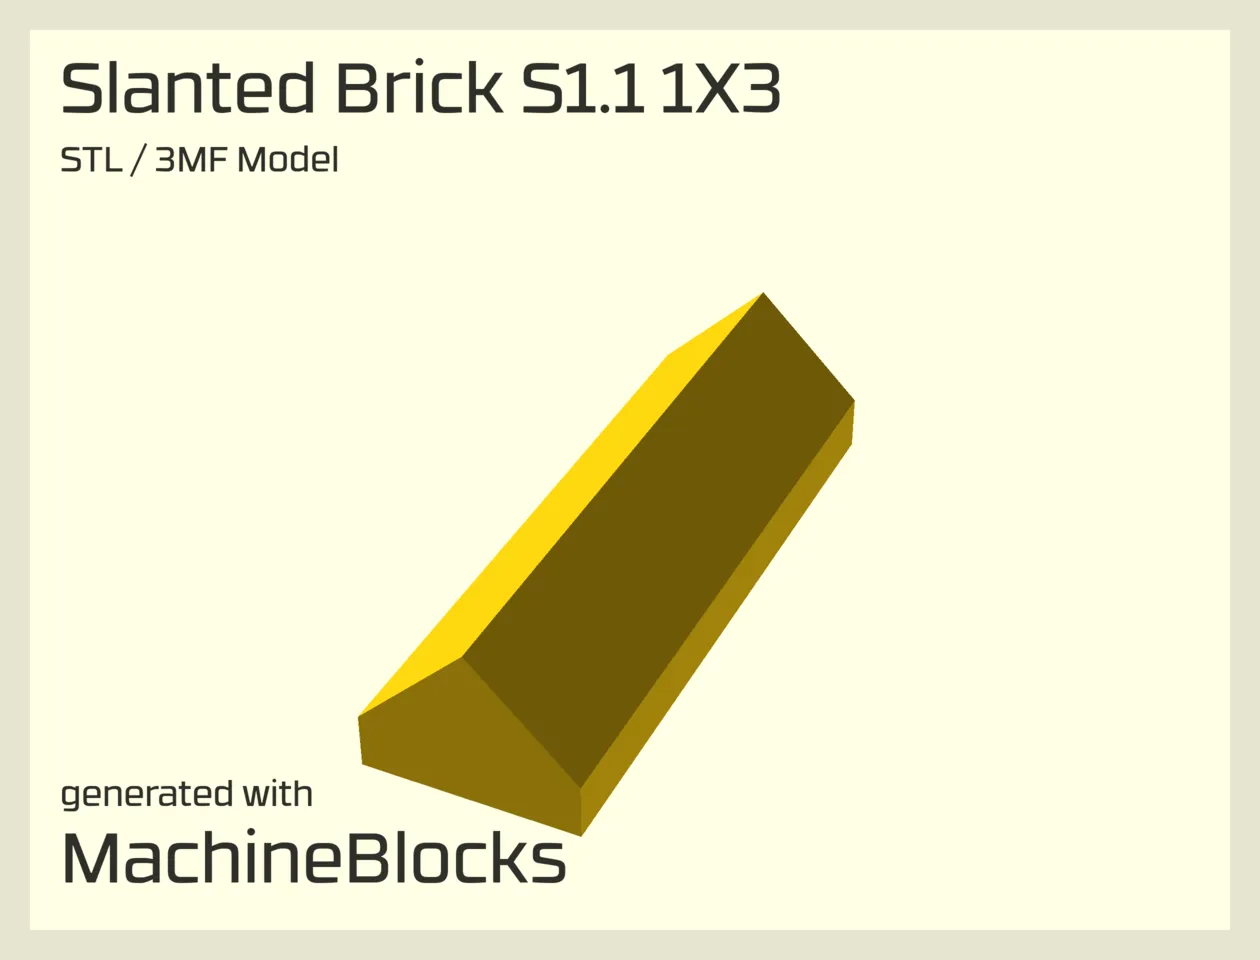 Slanted Brick S1.1 1X3
STL / 3MF Model
generated with
MachineBlocks